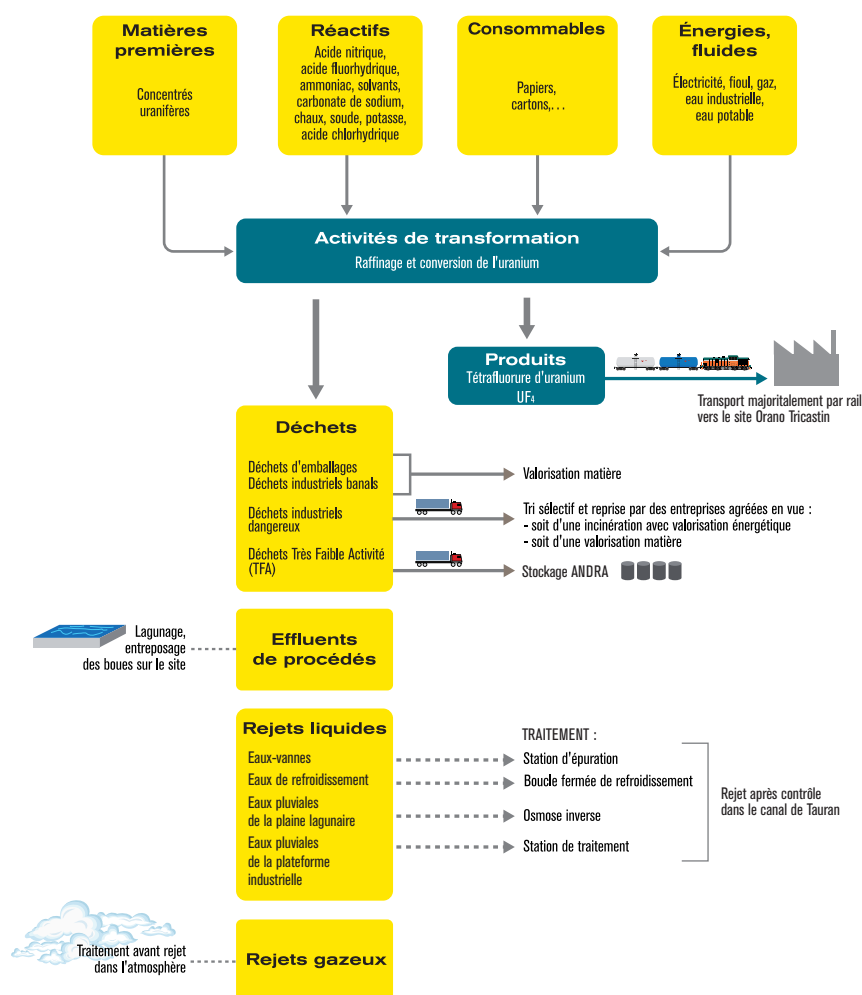 Matières
premières
Concentrés
uranifères
Réactifs
Acide nitrique,
acide fluorhydrique,
ammoniac, solvants,
carbonate de sodium,
chaux, soude, potasse,
acide chlorhydrique
Consommables
Papiers,
cartons,...
Énergies,
fluides
Électricité, fioul, gaz,
eau industrielle,
eau potable
Activités de transformation
Raffinage et conversion de l'uranium
Produits
Tétrafluorure d'uranium
UF4
Transport majoritalement par rail
vers le site Orano Tricastin
Déchets
Déchets d'emballages
Déchets industriels banals
Valorisation matière
Déchets industriels
dangereux
Tri sélectif et reprise par des entreprises agréées en vue :
- soit d'une incinération avec valorisation énergétique
- soit d'une valorisation matière
Déchets Très Faible Activité
(TFA)
Stockage ANDRA
Lagunage,
entreposage
des boues sur le site
Effluents
de procédés
Rejets liquides
TRAITEMENT :
Eaux-vannes
Station d'épuration
Eaux de refroidissement
Boucle fermée de refroidissement
Eaux pluviales
de la plaine lagunaire
Osmose inverse
Eaux pluviales
de la plateforme
industrielle
Station de traitement
Rejet après contrôle
dans le canal de Tauran
Traitement avant rejet
dans l'atmosphère
Rejets gazeux